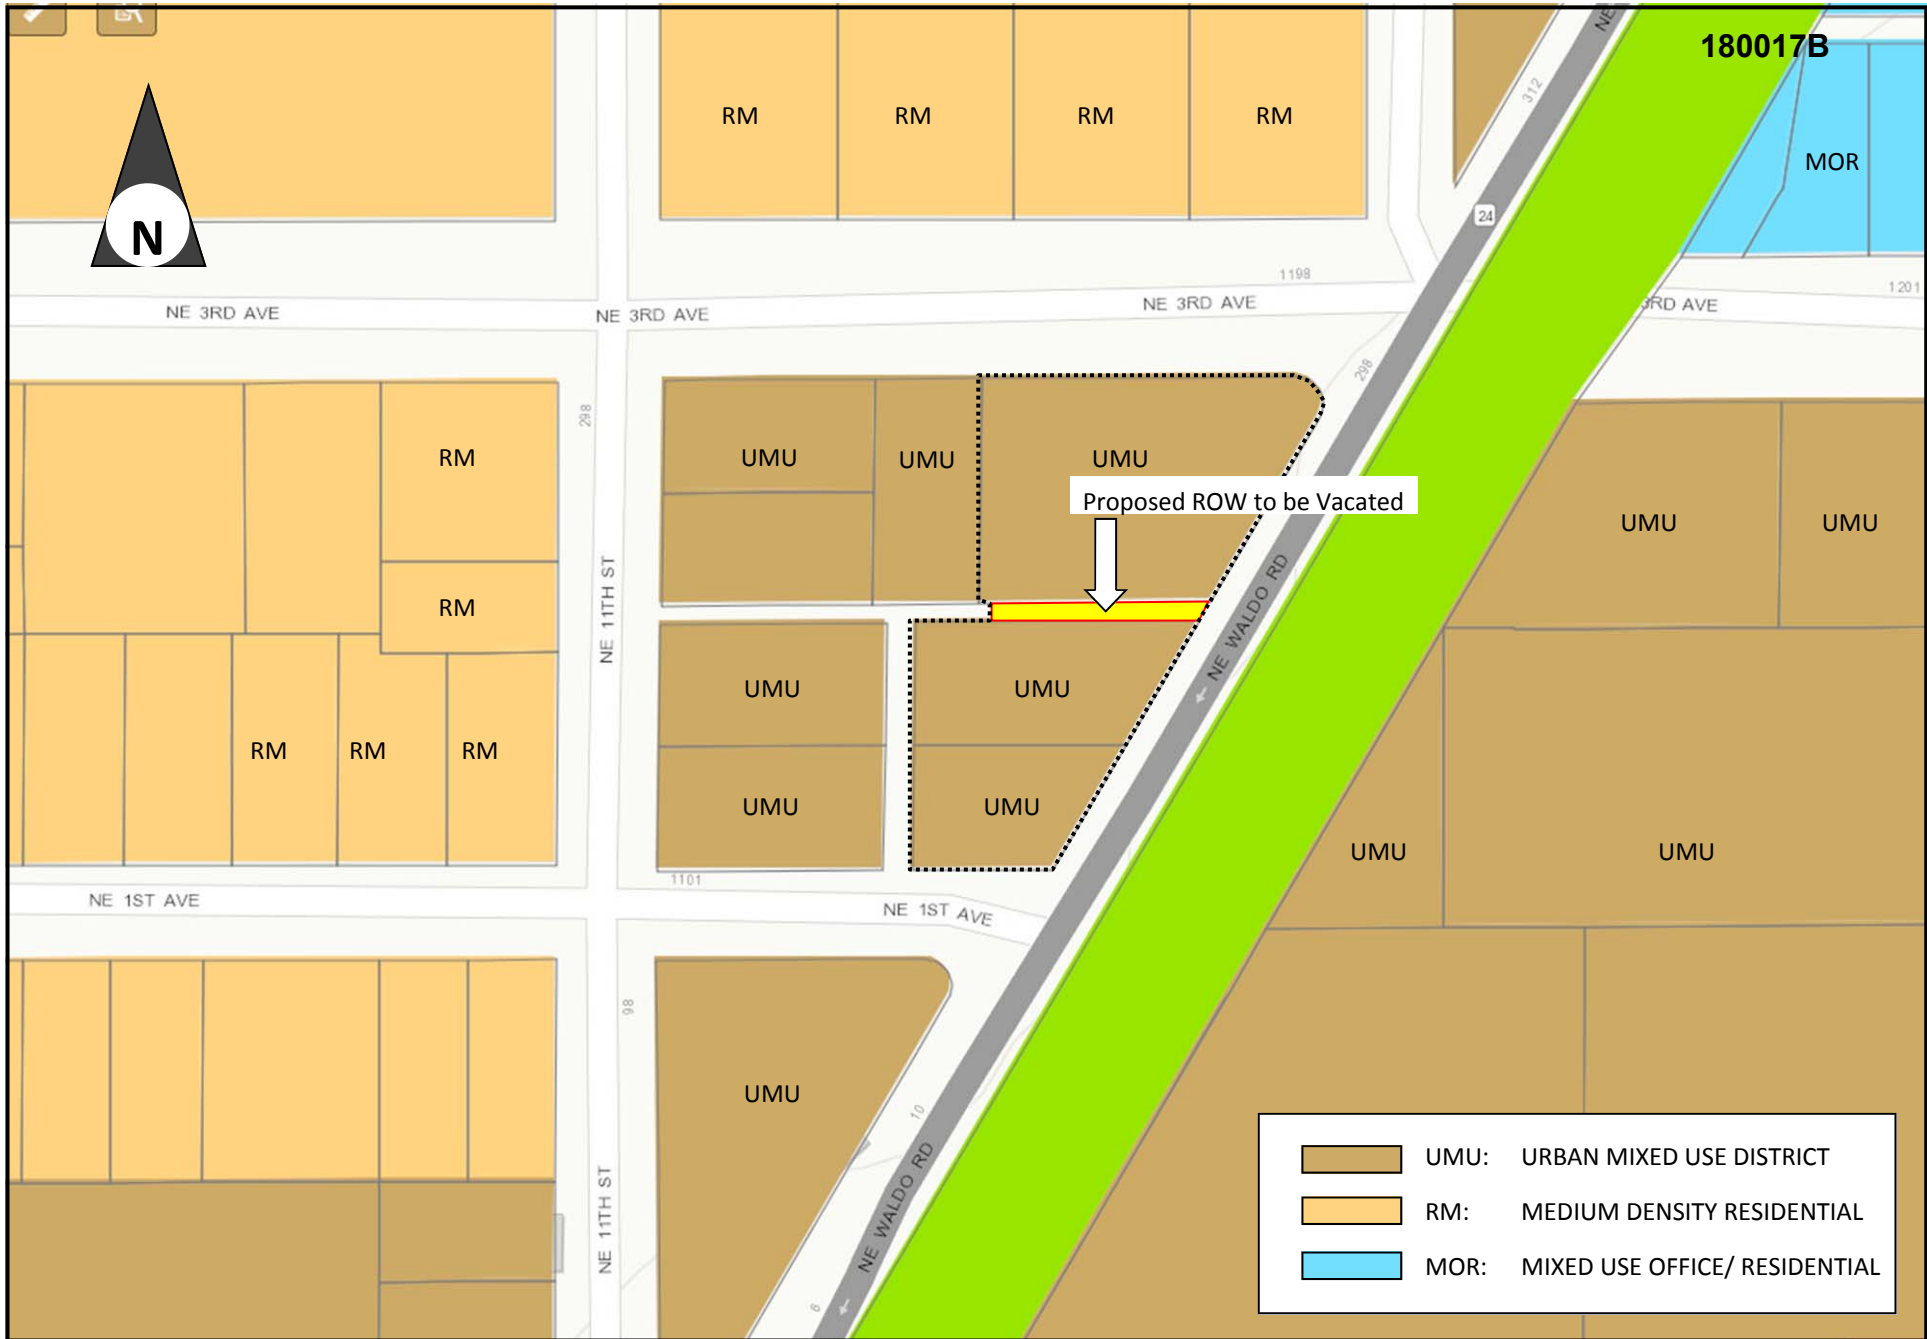 180017B
NE
RM
RM
RM
RM
312
MOR
N
24
1198
1201
NE 3RD AVE
NE 3RD AVE
NE 3RD AVE
3RD AVE
298
298
RM
UMU
UMU
UMU
Proposed ROW to be Vacated
UMU
UMU
NE 11TH ST
NE WALDO RD
RM
UMU
UMU
RM
RM
RM
UMU
UMU
UMU
UMU
1101
NE 1ST AVE
NE 1ST AVE
98
UMU
10
NE WALDO RD
NE 11TH ST
6
UMU: URBAN MIXED USE DISTRICT
RM: MEDIUM DENSITY RESIDENTIAL
MOR: MIXED USE OFFICE/ RESIDENTIAL